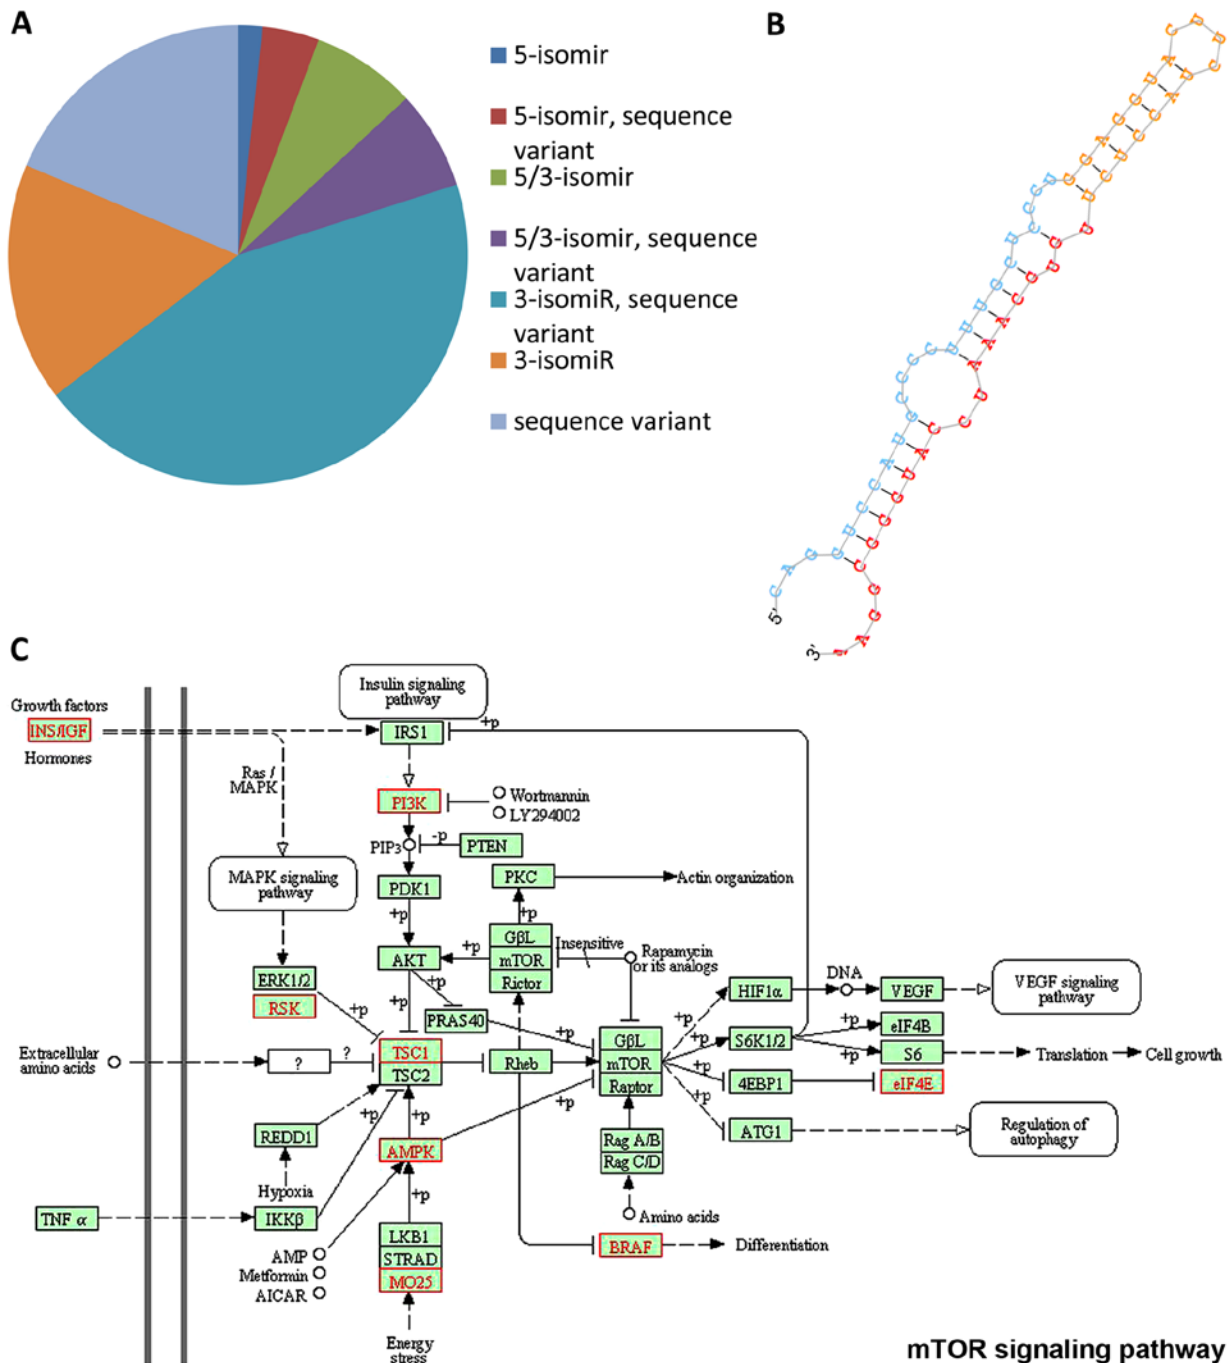 A
5-isomir
5-isomir, sequence
variant
5/3-isomir
5/3-isomir, sequence
variant
3-isomiR, sequence
variant
3-isomiR
sequence variant
B
5'
3'
C
Growth factors
INS/IGF
Hormones
Insulin signaling
pathway
IRS1
+p
Ras /
MAPK
PI3K
Wortmannin
LY294002
PIP3
-p
PTEN
MAPK signaling
pathway
PDK1
PKC
Actin organization
+p
+p
AKT
+p
GβL
mTOR
Rictor
Insensitive
Rapamycin
or its analogs
ERK1/2
RSK
+p
+p
+p
PRAS40
+p
HIF1α
DNA
VEGF
VEGF signaling
pathway
+p
eIF4B
S6K1/2
+p
+p
S6
Translation
Cell growth
Extracellular
amino acids
?
?
TSC1
TSC2
Rheb
GβL
mTOR
Raptor
+p
+p
4EBP1
eIF4E
+p
ATG1
Regulation of
autophagy
REDD1
+p
+p
AMPK
+p
Rag A/B
Rag C/D
Hypoxia
TNF α
IKKβ
+p
Amino acids
LKB1
STRAD
MO25
BRAF
Differentiation
AMP
Metformin
AICAR
Energy
stress
mTOR signaling pathway